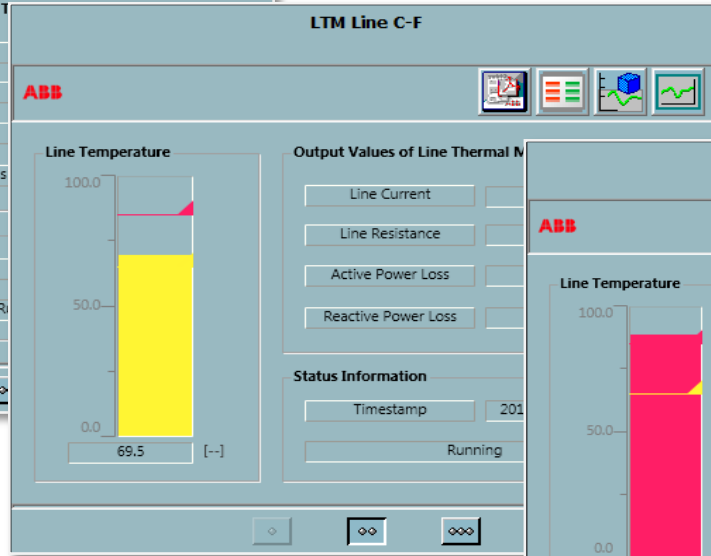 LTM Line C-F
ABB
Line Temperature
100.0
50.0
0.0
69.5
[--]
Output Values of Line Thermal M
Line Current
Line Resistance
Active Power Loss
Reactive Power Loss
Status Information
Timestamp
201
Running
ABB
Line Temperature
100.0
50.0
0.0